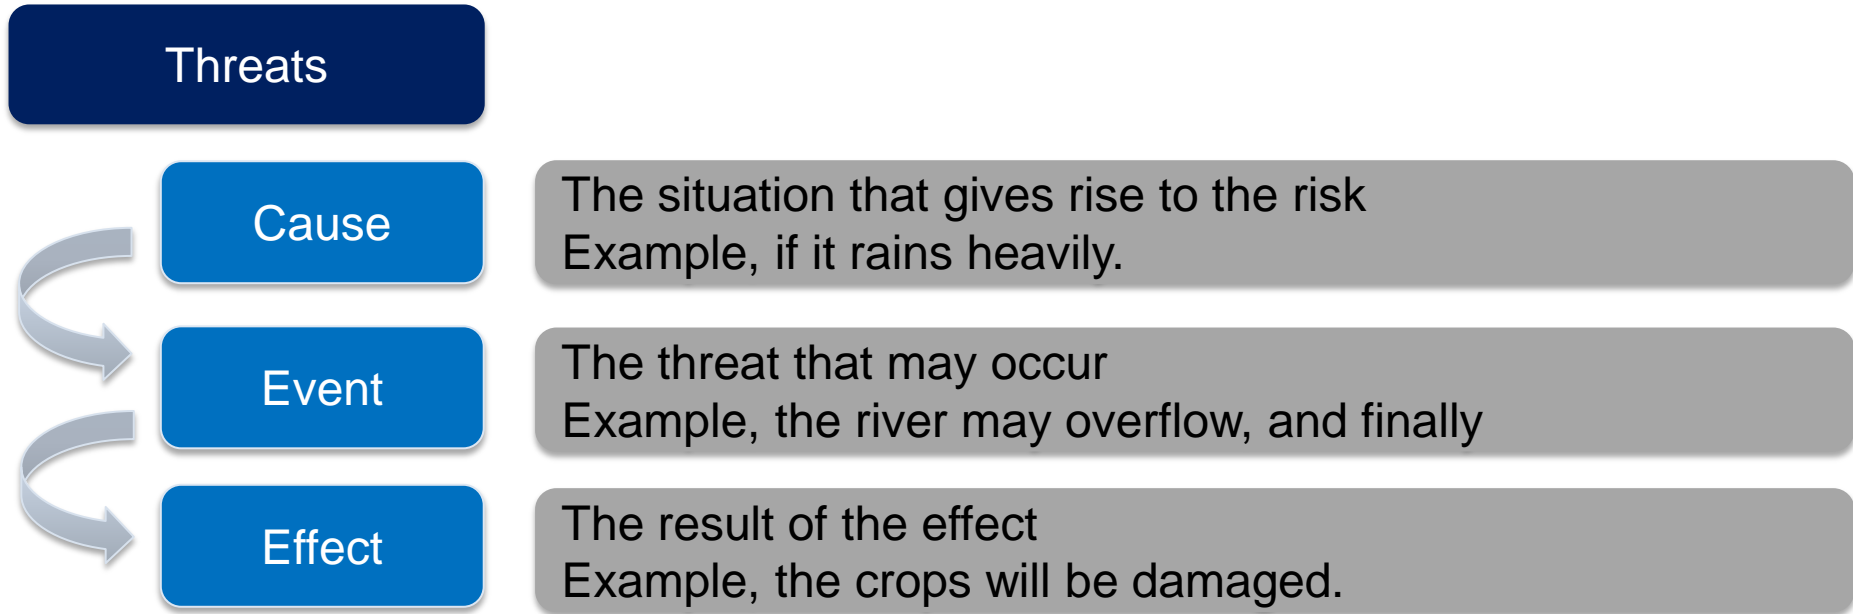 Threats
Cause
The situation that gives rise to the risk
Example, if it rains heavily.
Event
The threat that may occur
Example, the river may overflow, and finally
Effect
The result of the effect
Example, the crops will be damaged.